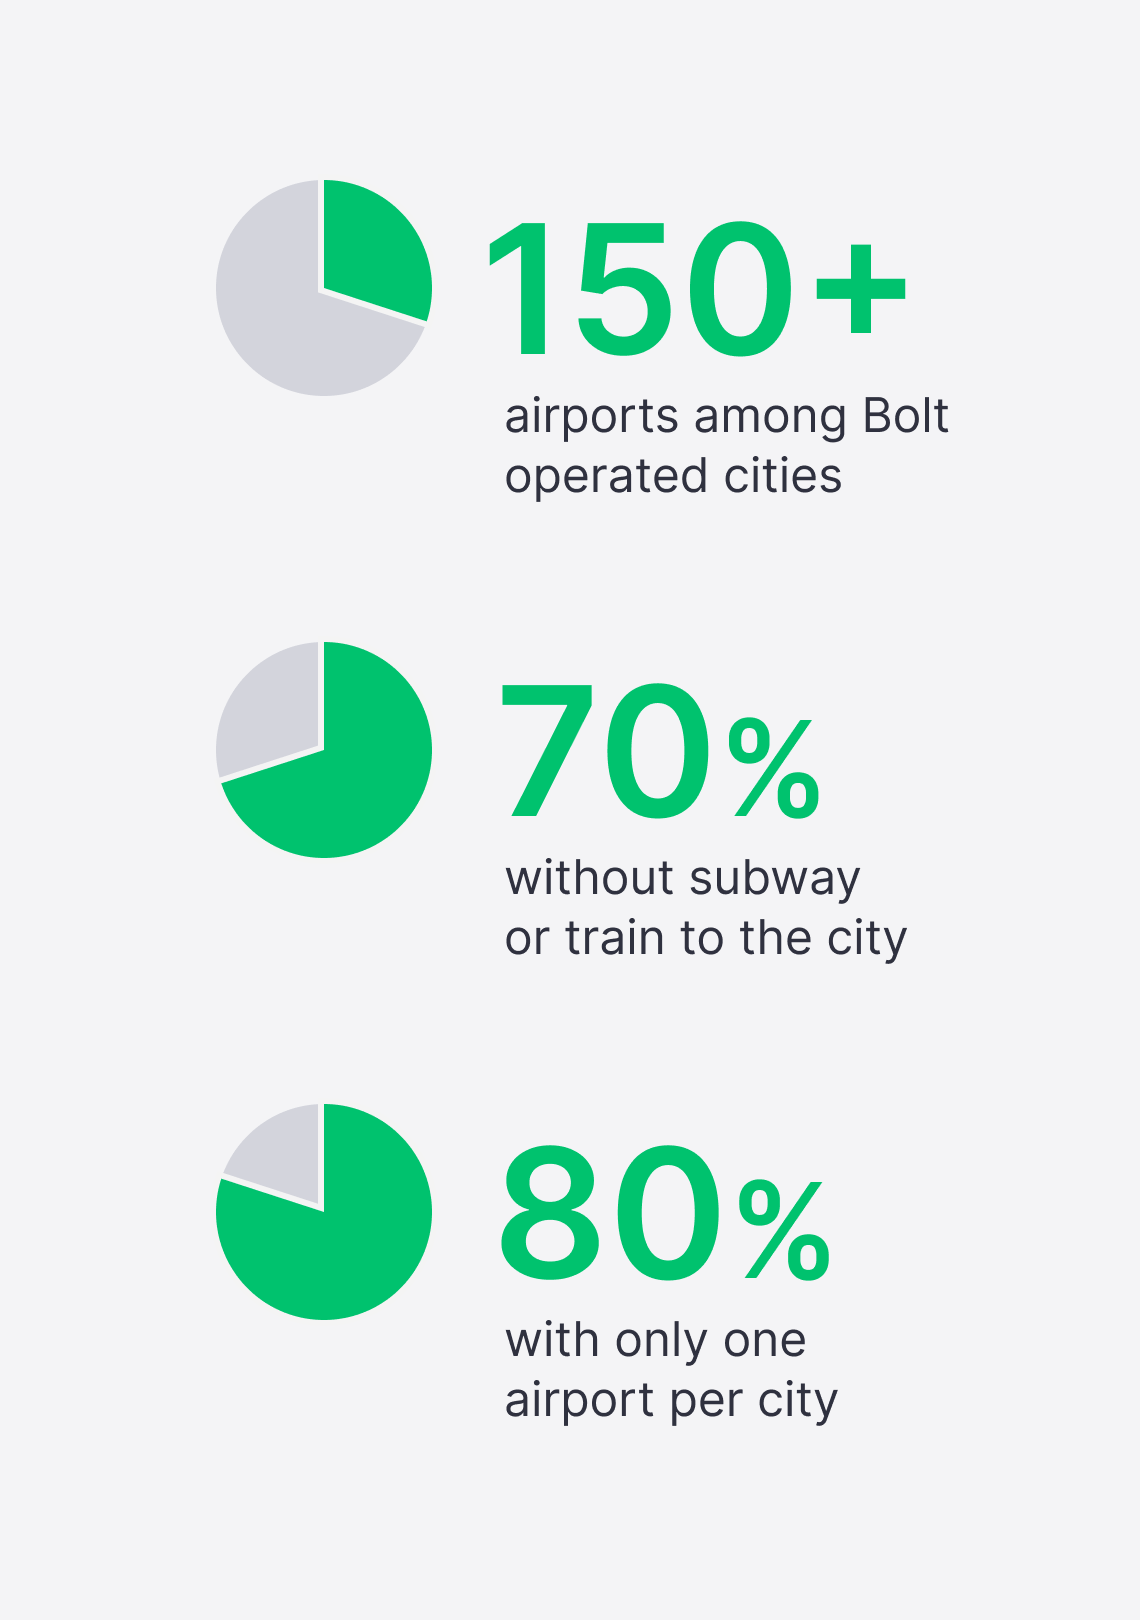 150+
airports among Bolt
operated cities
70%
without subway
or train to the city
80%
with only one
airport per city